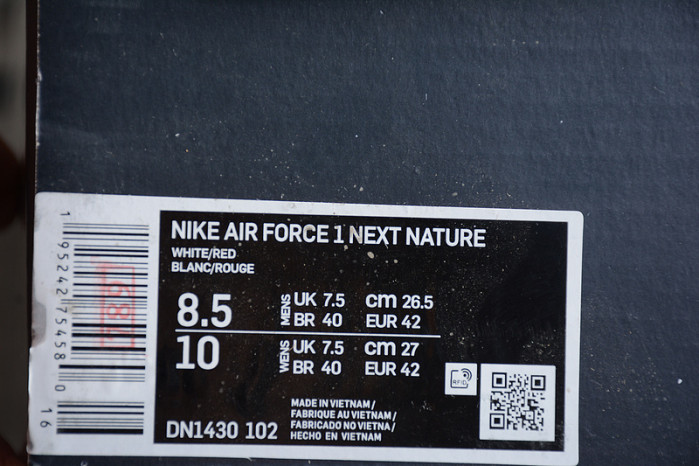 NIKE AIR FORCE 1 NEXT NATURE
WHITE/RED
BLANC/ROUGE
8.5 MENS UK 7.5 cm 26.5
BR 40 EUR 42
10 WENS UK 7.5 cm 27
BR 40 EUR 42
RFID
MADE IN VIETNAM /
FABRIQUE AU VIETNAM /
FABRICADO NO VIETNA /
HECHO EN VIETNAM
DN1430 102
1 95242 75458 0
16